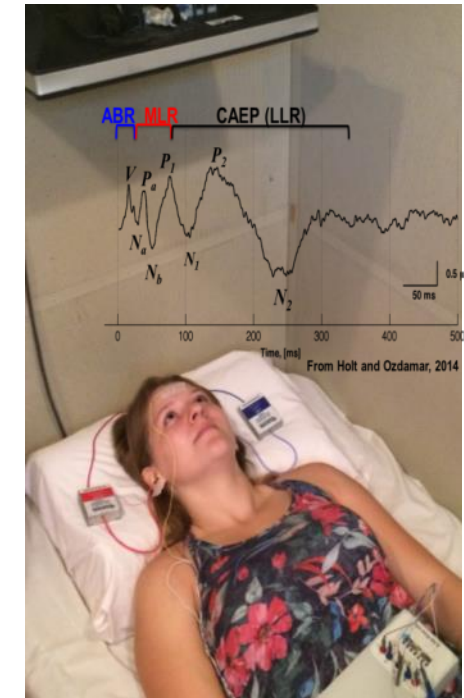 ABR MLR CAEP (LLR)
V Pa P1 P2
Na Nb N1 N2
0.5
50 ms
0 100 200 300 400 500
Time, [ms]
From Holt and Ozdamar, 2014